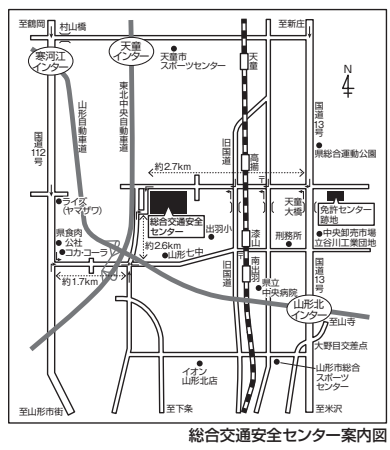 至鶴岡
村山橋
至新庄
寒河江
インター
天童
インター
天童市
スポーツセンター
天童
N
4
山形自動車道
東北中央自動車道
旧国道
国道13号
県総合運動公園
国道112号
約2.7km
〒
高擶
ライズ
(ヤマザワ)
総合交通安全
センター
出羽小
天童大橋
免許センター
跡地
県食肉
公社
コカ・コーラ
約2.6km
山形七中
漆山
刑務所
中央卸売市場
立谷川工業団地
約1.7km
〒
旧国道
南出羽
県立
中央病院
国道13号
山形北
インター
至山寺
大野目交差点
イオン
山形北店
山形市総合
スポーツ
センター
至山形市街
至下条
至米沢
総合交通安全センター案内図